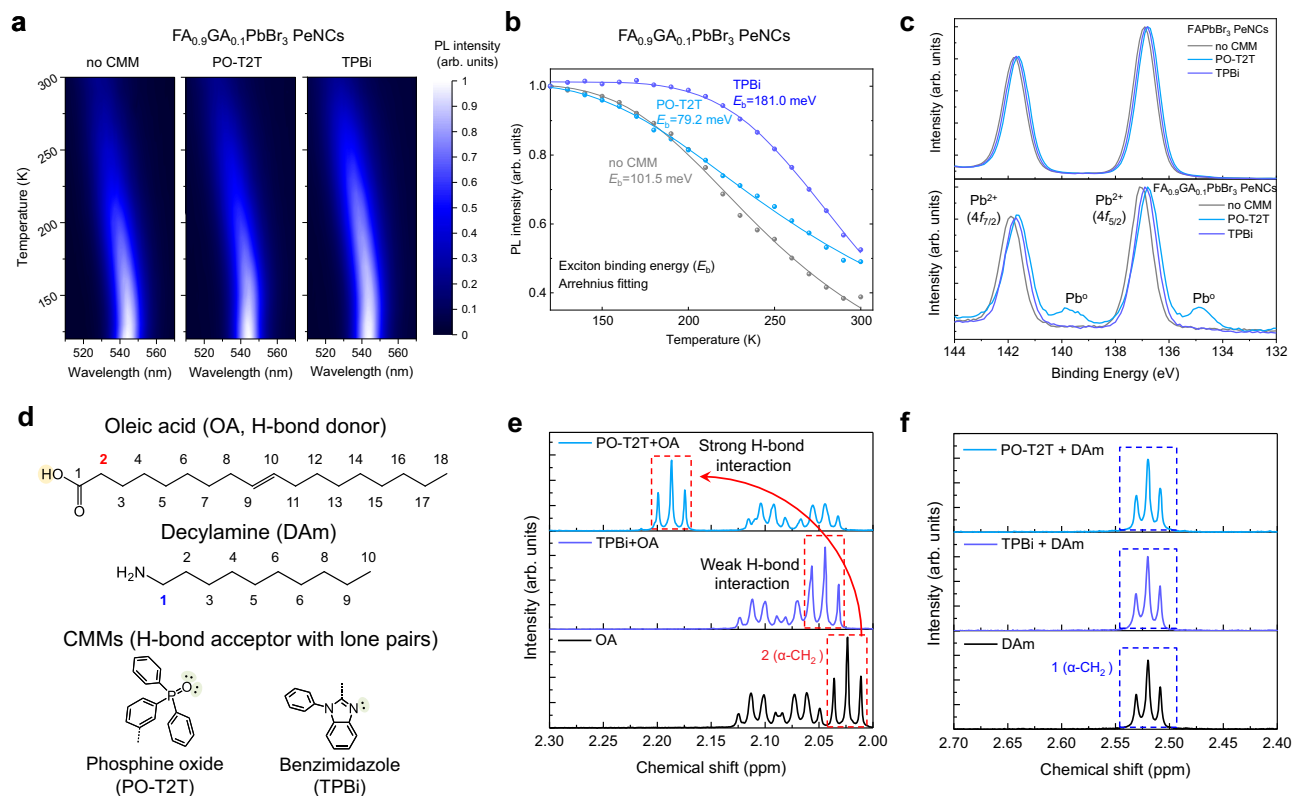 a
FA₀.₉GA₀.₁PbBr₃ PeNCs
no CMM PO-T2T TPBi
PL intensity
(arb. units)
300
250
200
150
Temperature (K)
520 540 560 520 540 560 520 540 560
Wavelength (nm) Wavelength (nm) Wavelength (nm)
1
0.9
0.8
0.7
0.6
0.5
0.4
0.3
0.2
0.1
0
b
FA₀.₉GA₀.₁PbBr₃ PeNCs
PL intensity (arb. units)
1.0
0.8
0.6
0.4
TPBi
E_b=181.0 meV
PO-T2T
E_b=79.2 meV
no CMM
E_b=101.5 meV
Exciton binding energy (E_b)
Arrehnius fitting
150 200 250 300
Temperature (K)
c
Intensity (arb. units)
FAPbBr₃ PeNCs
no CMM
PO-T2T
TPBi
Intensity (arb. units)
FA₀.₉GA₀.₁PbBr₃ PeNCs
no CMM
PO-T2T
TPBi
Pb²⁺
(4f₇/₂)
Pb²⁺
(4f₅/₂)
Pb⁰
Pb⁰
144 142 140 138 136 134 132
Binding Energy (eV)
d
Oleic acid (OA, H-bond donor)
HO
O
1 2 4 6 8 10 12 14 16 18
3 5 7 9 11 13 15 17
Decylamine (DAm)
H₂N
2 4 6 8 10
1 3 5 6 9
CMMs (H-bond acceptor with lone pairs)
P O
N N
Phosphine oxide
(PO-T2T)
Benzimidazole
(TPBi)
e
Intensity (arb. units)
PO-T2T+OA
Strong H-bond
interaction
TPBi+OA
Weak H-bond
interaction
OA
2 (α-CH₂ )
2.30 2.25 2.20 2.15 2.10 2.05 2.00
Chemical shift (ppm)
f
Intensity (arb. units)
PO-T2T + DAm
TPBi + DAm
DAm
1 (α-CH₂ )
2.70 2.60 2.50 2.40
Chemical shift (ppm)